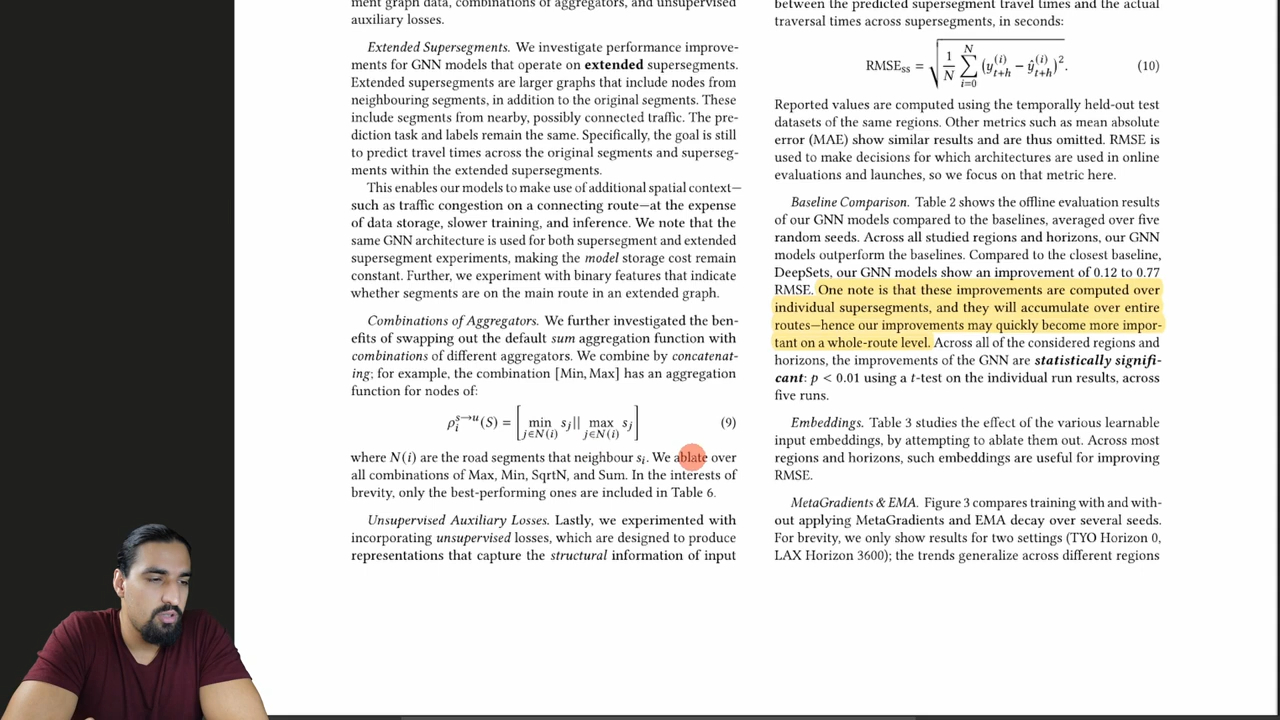 ment graph data, combinations of aggregators, and unsupervised
auxiliary losses.
Extended Supersegments. We investigate performance improve-
ments for GNN models that operate on extended supersegments.
Extended supersegments are larger graphs that include nodes from
neighbouring segments, in addition to the original segments. These
include segments from nearby, possibly connected traffic. The pre-
diction task and labels remain the same. Specifically, the goal is still
to predict travel times across the original segments and superseg-
ments within the extended supersegments.
This enables our models to make use of additional spatial context—
such as traffic congestion on a connecting route—at the expense
of data storage, slower training, and inference. We note that the
same GNN architecture is used for both supersegment and extended
supersegment experiments, making the model storage cost remain
constant. Further, we experiment with binary features that indicate
whether segments are on the main route in an extended graph.
Combinations of Aggregators. We further investigated the ben-
efits of swapping out the default sum aggregation function with
combinations of different aggregators. We combine by concatenat-
ing; for example, the combination [Min, Max] has an aggregation
function for nodes of:
ρ_i^{s→u}(S) = [ min_{j∈N(i)} s_j || max_{j∈N(i)} s_j ] (9)
where N(i) are the road segments that neighbour s_i. We ablate over
all combinations of Max, Min, SqrtN, and Sum. In the interests of
brevity, only the best-performing ones are included in Table 6.
Unsupervised Auxiliary Losses. Lastly, we experimented with
incorporating unsupervised losses, which are designed to produce
representations that capture the structural information of input
between the predicted supersegment travel times and the actual
traversal times across supersegments, in seconds:
RMSE_ss = √(1/N Σ_{i=0}^{N} (y_{t+h}^{(i)} − ŷ_{t+h}^{(i)})²). (10)
Reported values are computed using the temporally held-out test
datasets of the same regions. Other metrics such as mean absolute
error (MAE) show similar results and are thus omitted. RMSE is
used to make decisions for which architectures are used in online
evaluations and launches, so we focus on that metric here.
Baseline Comparison. Table 2 shows the offline evaluation results
of our GNN models compared to the baselines, averaged over five
random seeds. Across all studied regions and horizons, our GNN
models outperform the baselines. Compared to the closest baseline,
DeepSets, our GNN models show an improvement of 0.12 to 0.77
RMSE. One note is that these improvements are computed over
individual supersegments, and they will accumulate over entire
routes—hence our improvements may quickly become more impor-
tant on a whole-route level. Across all of the considered regions and
horizons, the improvements of the GNN are statistically signifi-
cant: p < 0.01 using a t-test on the individual run results, across
five runs.
Embeddings. Table 3 studies the effect of the various learnable
input embeddings, by attempting to ablate them out. Across most
regions and horizons, such embeddings are useful for improving
RMSE.
MetaGradients & EMA. Figure 3 compares training with and with-
out applying MetaGradients and EMA decay over several seeds.
For brevity, we only show results for two settings (TYO Horizon 0,
LAX Horizon 3600); the trends generalize across different regions